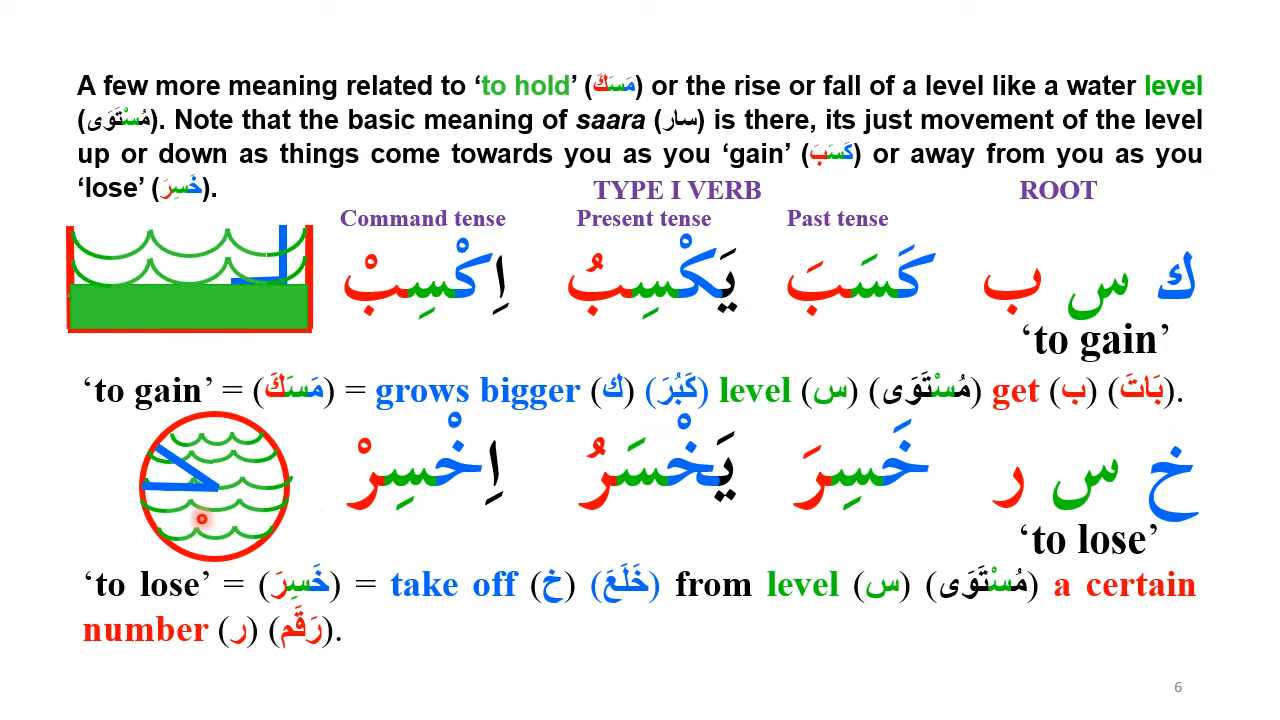 A few more meaning related to ‘to hold’ (مَسَكَ) or the rise or fall of a level like a water level
(مُسْتَوَى). Note that the basic meaning of saara (سار) is there, its just movement of the level
up or down as things come towards you as you ‘gain’ (كَسَبَ) or away from you as you
‘lose’ (خَسِرَ).
TYPE I VERB ROOT
Command tense Present tense Past tense
اِكْسِبْ يَكْسِبُ كَسَبَ ك س ب
‘to gain’
‘to gain’ = (مَسَكَ) = grows bigger (ك) (كَبُرَ) level (س) (مُسْتَوَى) get (ب) (بَاتَ).
اِخْسِرْ يَخْسَرُ خَسِرَ خ س ر
‘to lose’
‘to lose’ = (خَسِرَ) = take off (خ) (خَلَعَ) from level (س) (مُسْتَوَى) a certain
number (ر) (رَقَم).
6